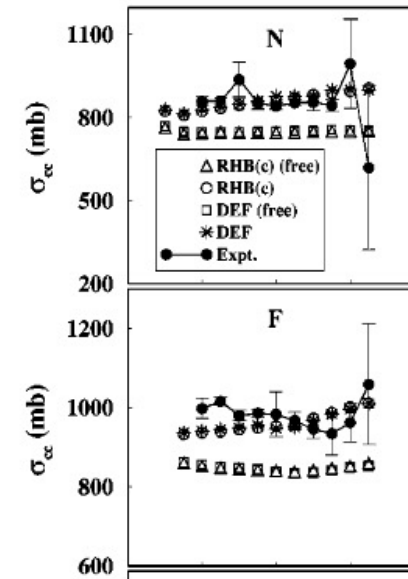 N
1100
800
500
200
σcc (mb)
RHB(c) (free)
RHB(c)
DEF (free)
DEF
Expt.
F
1200
1000
800
600
σcc (mb)